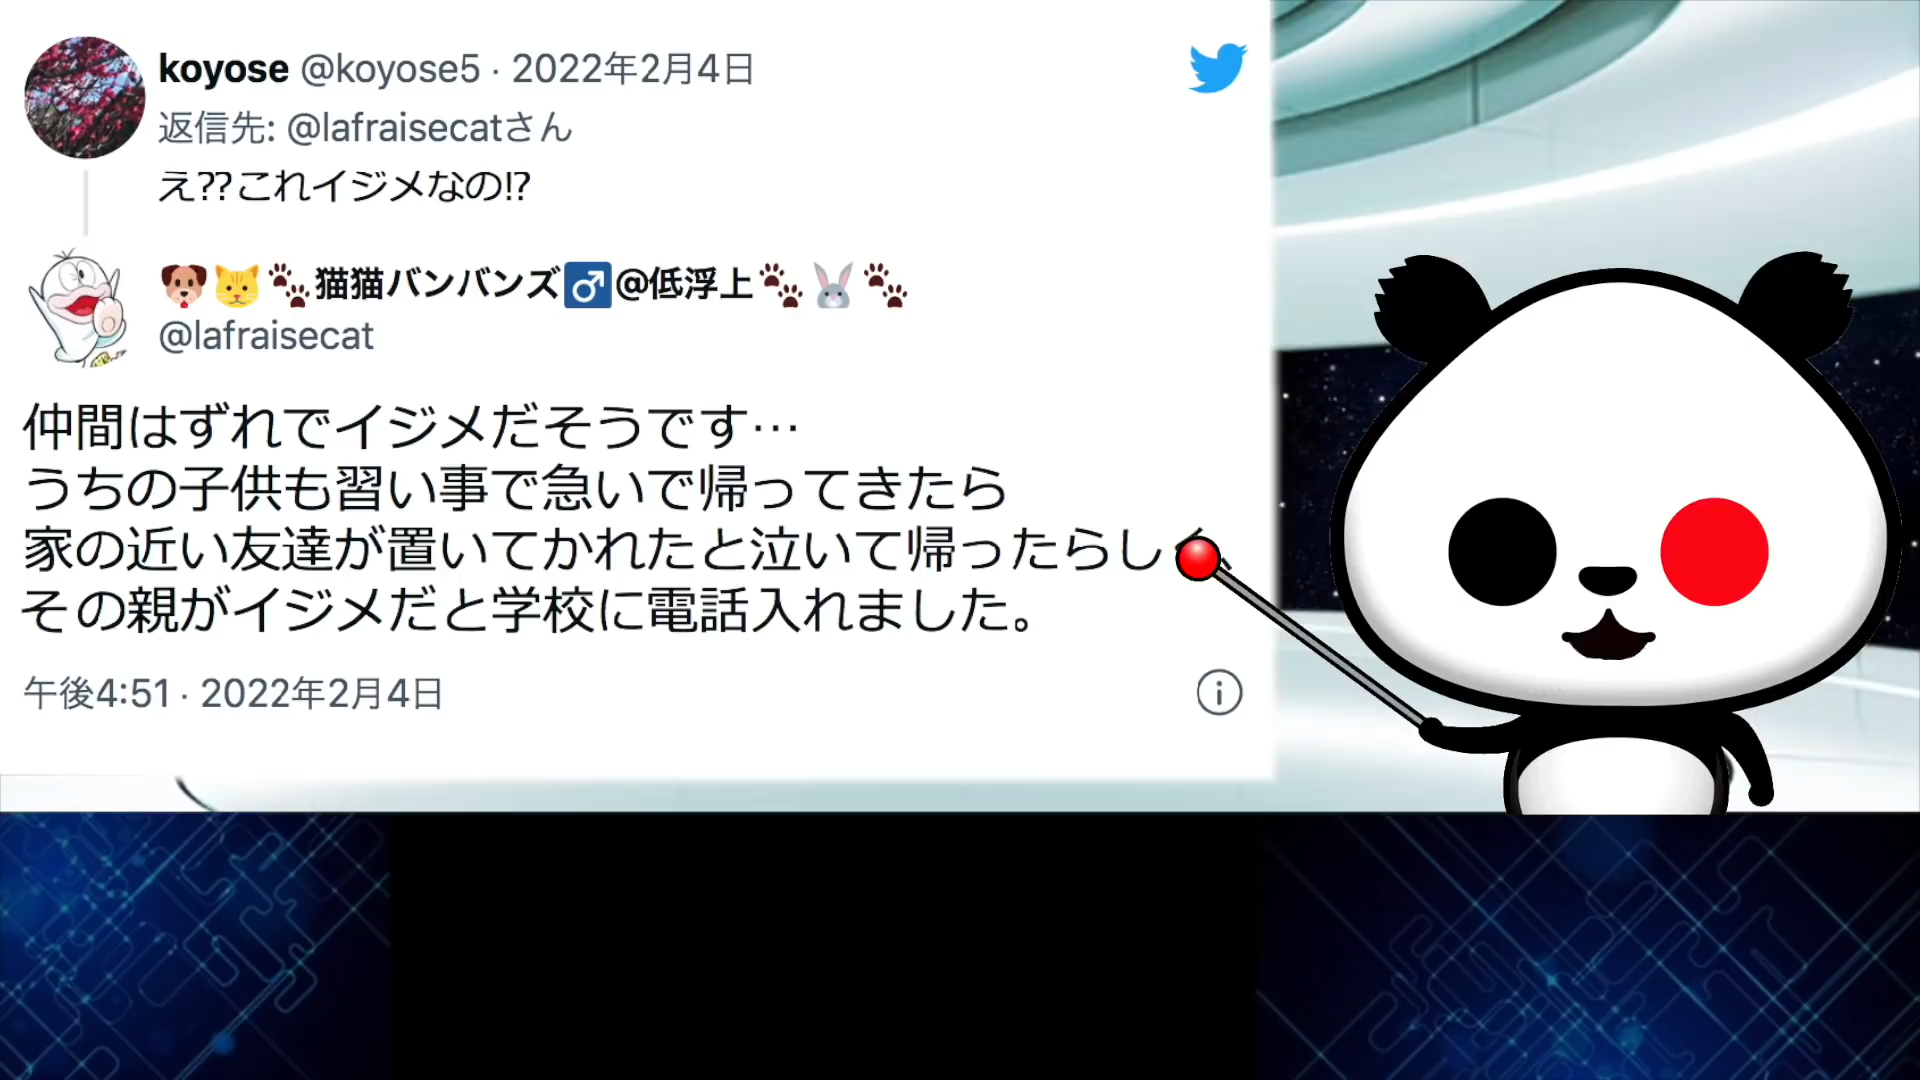 koyose @koyose5 · 2022年2月4日
返信先: @lafraisecatさん
え⁇これイジメなの⁉
🐶🐱🐾猫猫バンバンズ♂@低浮上🐾🐰🐾
@lafraisecat
仲間はずれでイジメだそうです…
うちの子供も習い事で急いで帰ってきたら
家の近い友達が置いてかれたと泣いて帰ったらし
その親がイジメだと学校に電話入れました。
午後4:51 · 2022年2月4日